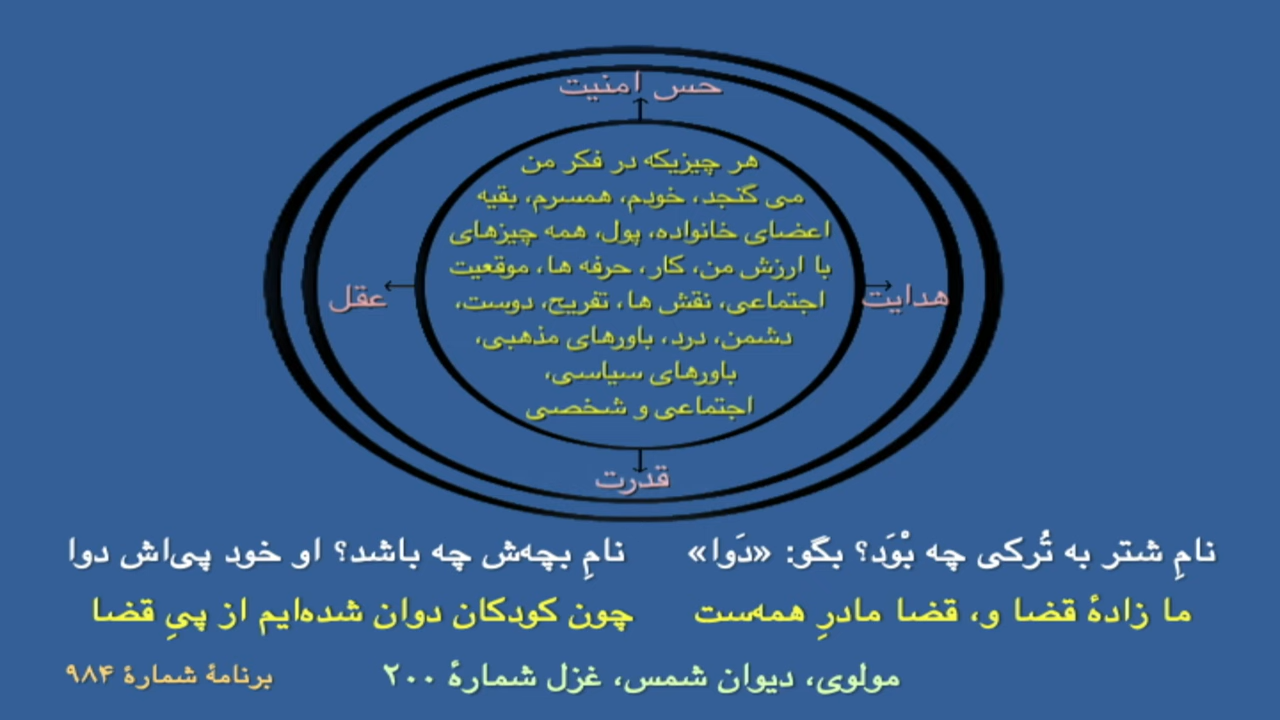 حس امنیت
هر چیزیکه در فکر من
می گنجد، خودم، همسرم، بقیه
اعضای خانواده، پول، همه چیزهای
با ارزش من، کار، حرفه ها، موقعیت
هدایت
عقل
اجتماعی، نقش ها، تفریح، دوست،
دشمن، درد، باورهای مذهبی،
باورهای سیاسی،
اجتماعی و شخصی
قدرت
نامِ شتر به تُرکی چه بْوَد؟ بگو: «دَوا» نامِ بچه‌ش چه باشد؟ او خود پی‌اش دوا
ما زادهٔ قضا و، قضا مادرِ همه‌ست چون کودکان دوان شده‌ایم از پیِ قضا
مولوی، دیوان شمس، غزل شمارهٔ ۲۰۰ برنامهٔ شمارهٔ ۹۸۴